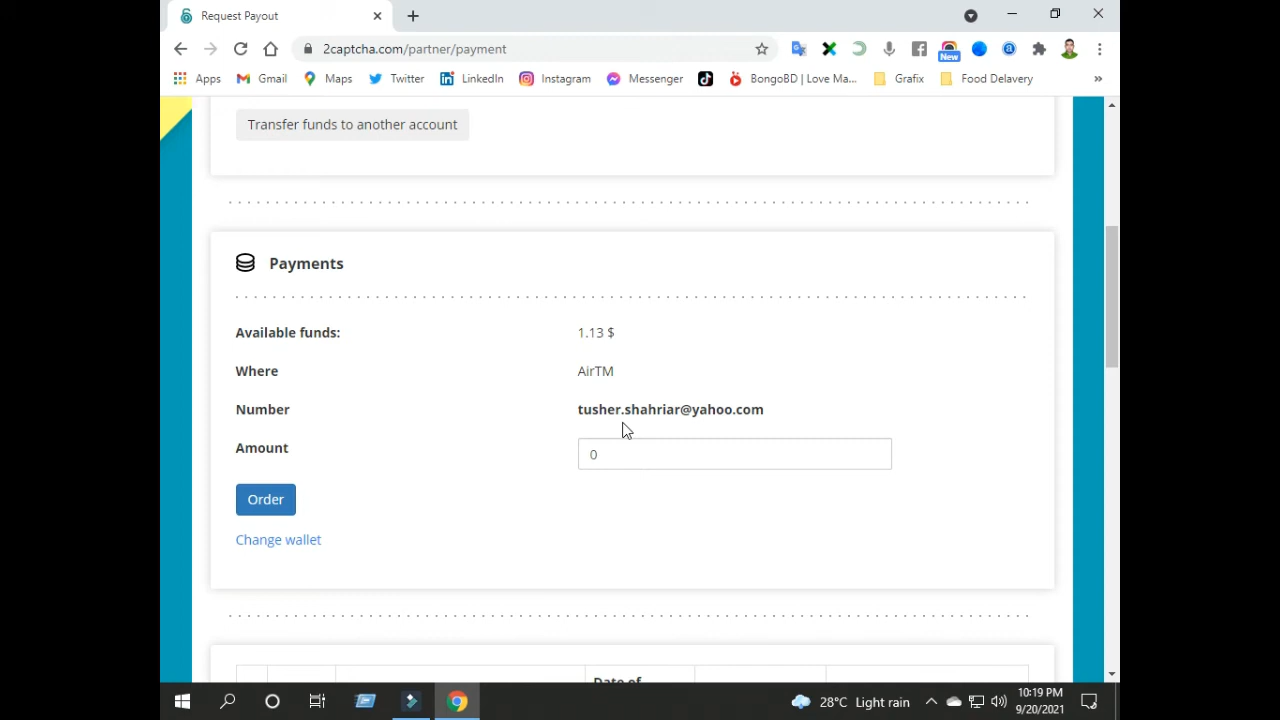 Request Payout
2captcha.com/partner/payment
New
Apps Gmail Maps Twitter LinkedIn Instagram Messenger BongoBD | Love Ma... Grafix Food Delavery »
Transfer funds to another account
Payments
Available funds: 1.13 $
Where AirTM
Number tusher.shahriar@yahoo.com
Amount 0
Order
Change wallet
Date of
28°C Light rain 10:19 PM
9/20/2021